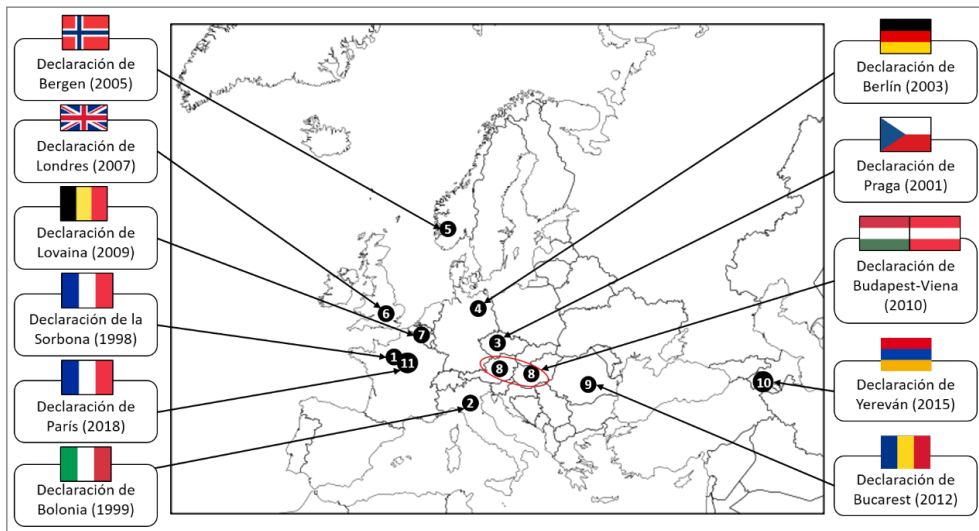 Declaración de
Bergen (2005)
Declaración de
Londres (2007)
Declaración de
Lovaina (2009)
Declaración de la
Sorbona (1998)
Declaración de
París (2018)
Declaración de
Bolonia (1999)
5
6
4
7
3
1
11
8
8
9
10
2
Declaración de
Berlín (2003)
Declaración de
Praga (2001)
Declaración de
Budapest-Viena
(2010)
Declaración de
Yereván (2015)
Declaración de
Bucarest (2012)